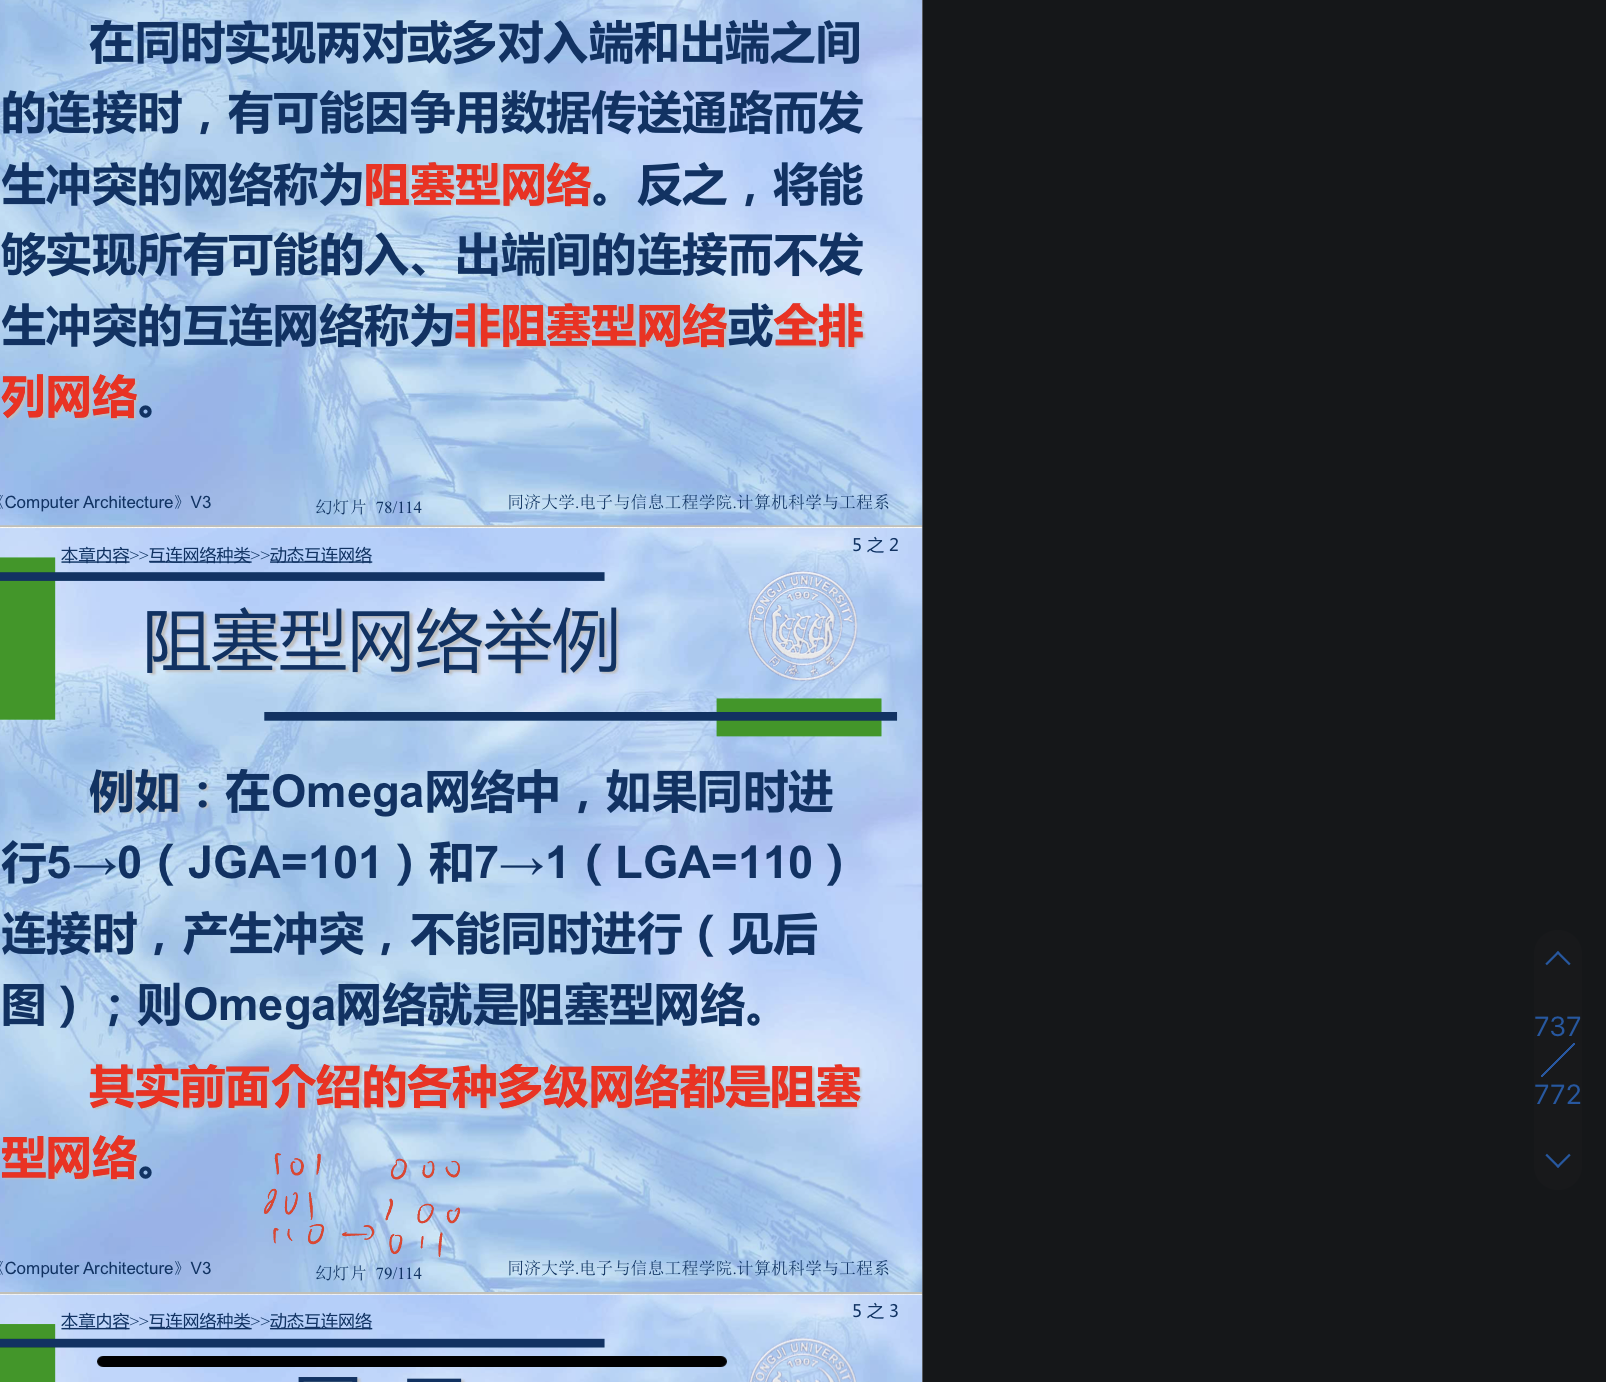 在同时实现两对或多对入端和出端之间
的连接时，有可能因争用数据传送通路而发
生冲突的网络称为阻塞型网络。反之，将能
够实现所有可能的入、出端间的连接而不发
生冲突的互连网络称为非阻塞型网络或全排
列网络。
《Computer Architecture》V3
幻灯片 78/114
同济大学.电子与信息工程学院.计算机科学与工程系
本章内容>>互连网络种类>>动态互连网络
5 之 2
阻塞型网络举例
TONGJI UNIVERSITY
1907
例如：在Omega网络中，如果同时进
行5→0（JGA=101）和7→1（LGA=110）
连接时，产生冲突，不能同时进行（见后
图）；则Omega网络就是阻塞型网络。
其实前面介绍的各种多级网络都是阻塞
型网络。
101 000
001 100
110 → 011
《Computer Architecture》V3
幻灯片 79/114
同济大学.电子与信息工程学院.计算机科学与工程系
本章内容>>互连网络种类>>动态互连网络
5 之 3
737
772